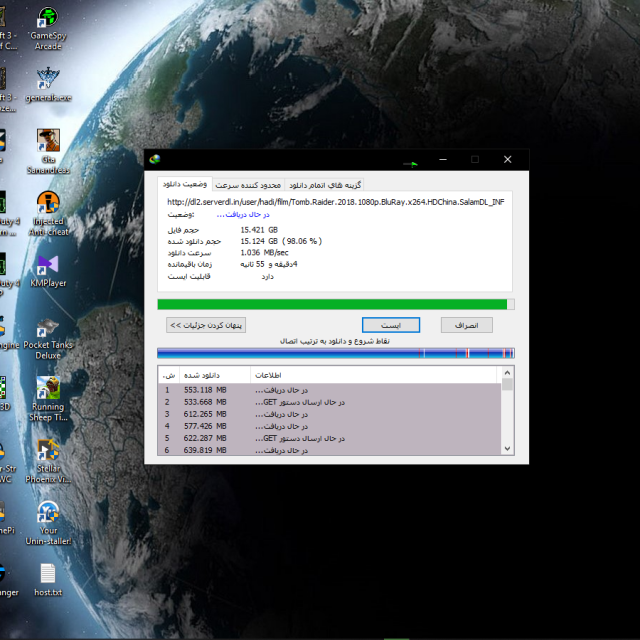 ft 3 -
f C...
"GameSpy
Arcade
ft 3 -
ze...
generals.exe
a
Gta
Sanandreas
uty 4
m ...
Injected
Anti-cheat
uty 4
P
KMPlayer
ngine
Pocket Tanks
Deluxe
3D
Running
Sheep Ti...
r-Str
WC
Stellar
Phoenix Vi...
nePi
Your
Unin-staller!
nger
host.txt
وضعیت دانلود
محدود کننده سرعت
گزینه های اتمام دانلود
http://dl2.serverdl.in/user/hadi/film/Tomb.Raider.2018.1080p.BluRay.x264.HDChina.SalamDL_INF
وضعیت: در حال دریافت...
حجم فایل 15.421 GB
حجم دانلود شده 15.124 GB ( 98.06 % )
سرعت دانلود 1.036 MB/sec
زمان باقیمانده 4دقیقه و 55 ثانیه
قابلیت ایست دارد
<< پنهان کردن جزئیات
ایست
انصراف
نقاط شروع و دانلود به ترتیب اتصال
ش. دانلود شده اطلاعات
1 553.118 MB در حال دریافت...
2 533.668 MB در حال ارسال دستور GET...
3 612.265 MB در حال دریافت...
4 577.426 MB در حال دریافت...
5 622.287 MB در حال ارسال دستور GET...
6 639.819 MB در حال دریافت...